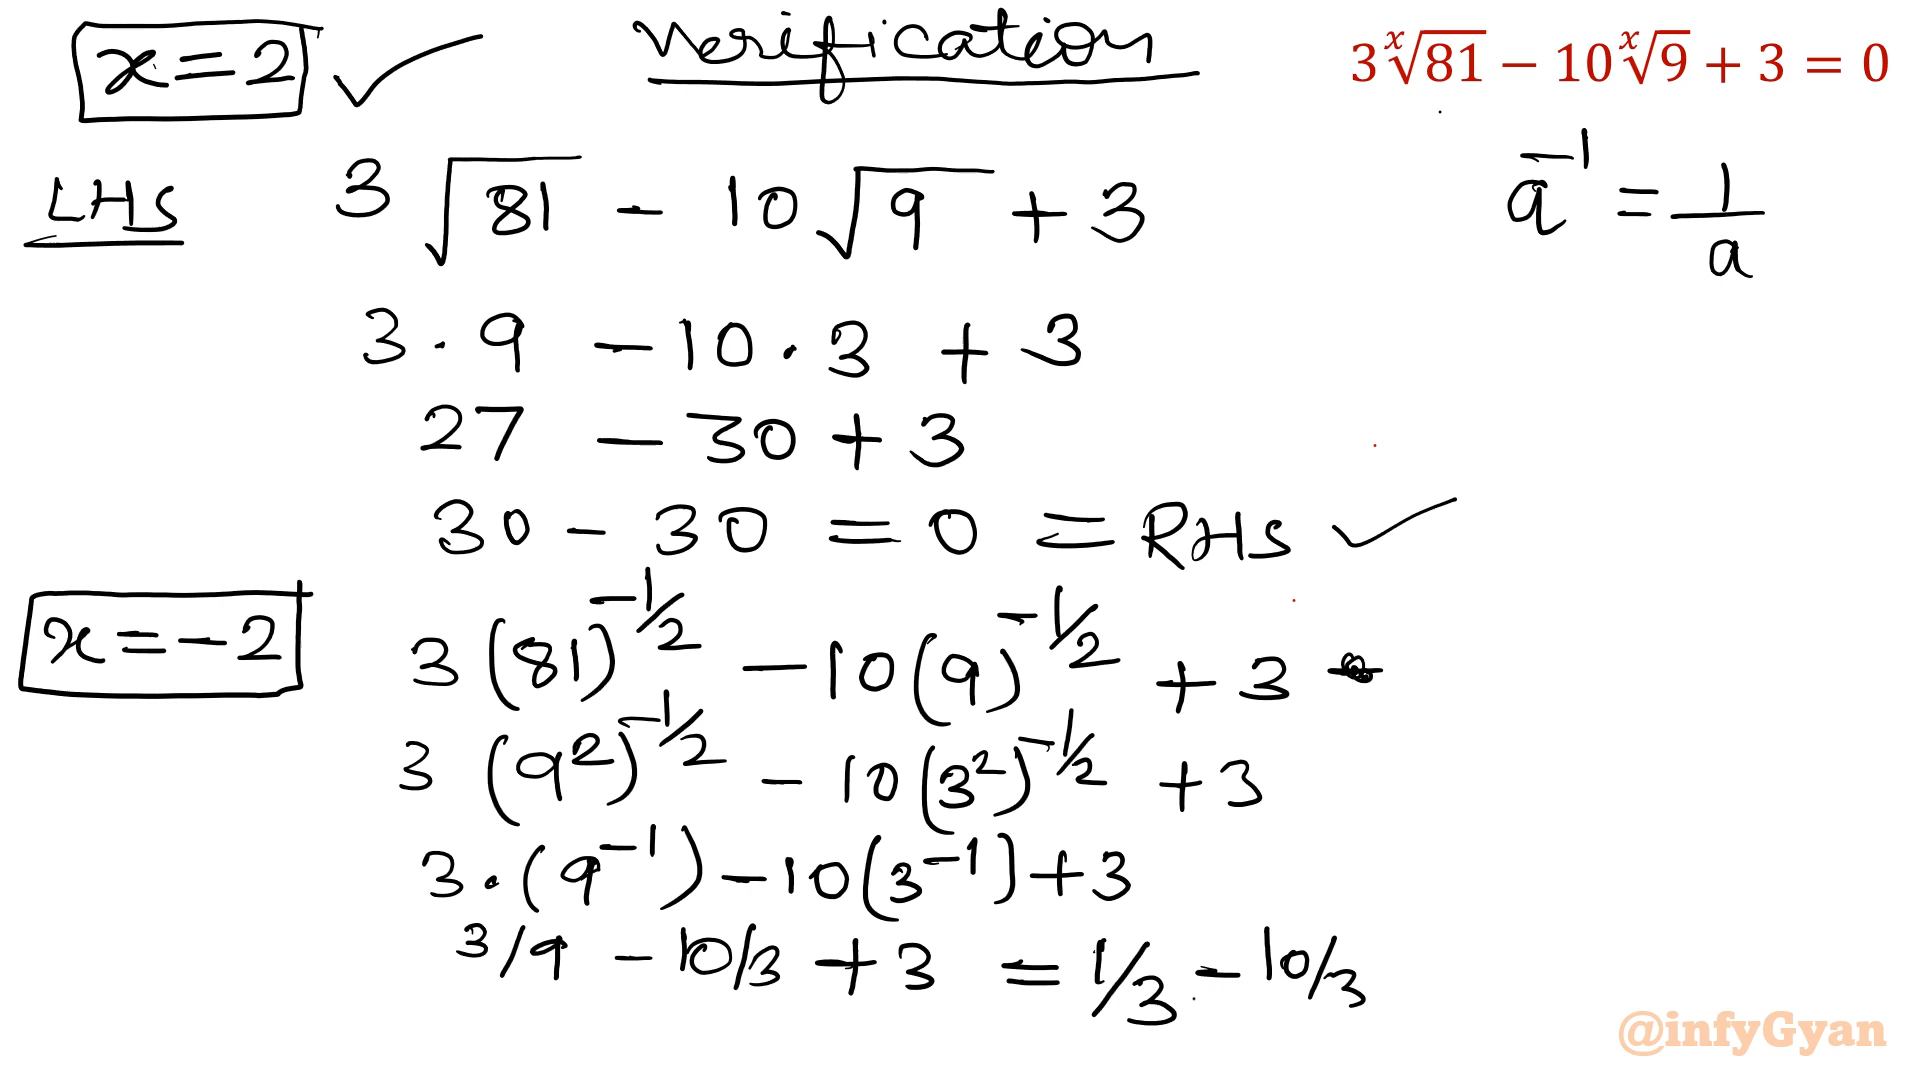 x = 2 ✓ Verification 3ˣ√81 − 10ˣ√9 + 3 = 0
LHS 3 √81 − 10 √9 + 3 a⁻¹ = 1/a
3 · 9 − 10 · 3 + 3
27 − 30 + 3
30 − 30 = 0 = RHS ✓
x = −2 3 (81)^−1/2 − 10 (9)^−1/2 + 3
3 (9²)^−1/2 − 10 (3²)^−1/2 + 3
3 · (9⁻¹) − 10 (3⁻¹) + 3
3/9 − 10/3 + 3 = 1/3 − 10/3
@infyGyan